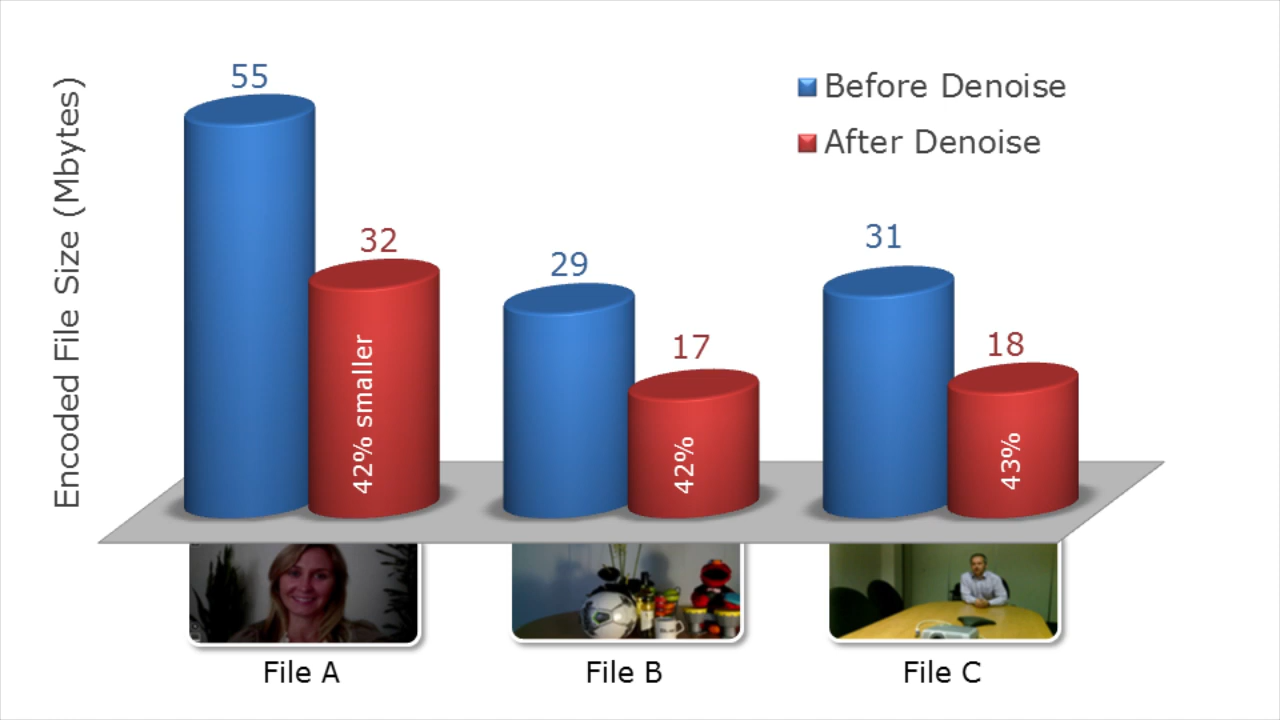 Encoded File Size (Mbytes)
Before Denoise
After Denoise
55
32
42% smaller
29
17
42%
31
18
43%
File A
File B
File C